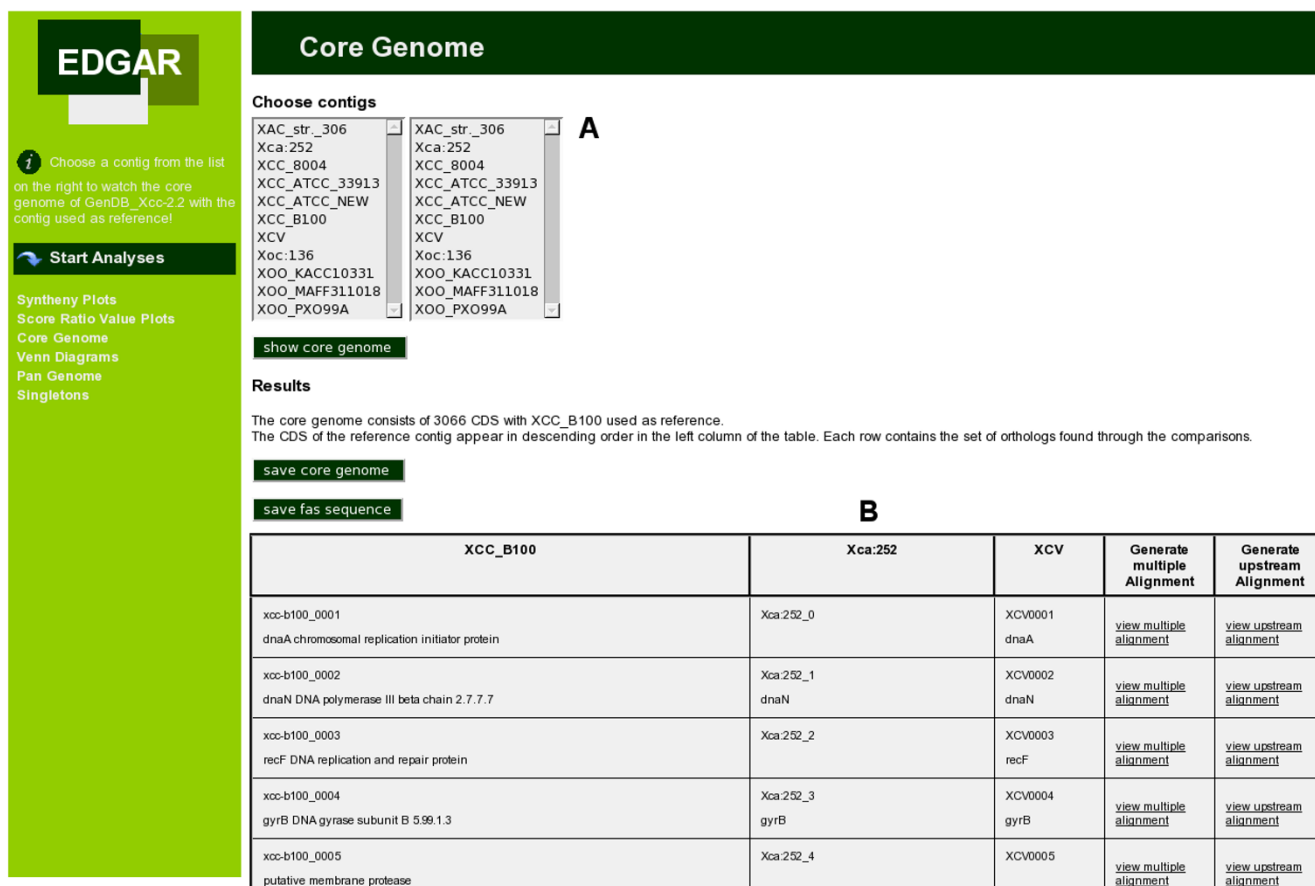 EDGAR
Choose a contig from the list
on the right to watch the core
genome of GenDB_Xcc-2.2 with the
contig used as reference!
Start Analyses
Syntheny Plots
Score Ratio Value Plots
Core Genome
Venn Diagrams
Pan Genome
Singletons
Core Genome
Choose contigs
A
XAC_str._306 XAC_str._306
Xca:252 Xca:252
XCC_8004 XCC_8004
XCC_ATCC_33913 XCC_ATCC_33913
XCC_ATCC_NEW XCC_ATCC_NEW
XCC_B100 XCC_B100
XCV XCV
Xoc:136 Xoc:136
XOO_KACC10331 XOO_KACC10331
XOO_MAFF311018 XOO_MAFF311018
XOO_PXO99A XOO_PXO99A
show core genome
Results
The core genome consists of 3066 CDS with XCC_B100 used as reference.
The CDS of the reference contig appear in descending order in the left column of the table. Each row contains the set of orthologs found through the comparisons.
save core genome
save fas sequence
B
XCC_B100 Xca:252 XCV Generate Generate
multiple upstream
Alignment Alignment
xcc-b100_0001 Xca:252_0 XCV0001
view multiple view upstream
dnaA chromosomal replication initiator protein dnaA alignment alignment
xcc-b100_0002 Xca:252_1 XCV0002
view multiple view upstream
dnaN DNA polymerase III beta chain 2.7.7.7 dnaN dnaN alignment alignment
xcc-b100_0003 Xca:252_2 XCV0003
view multiple view upstream
recF DNA replication and repair protein recF alignment alignment
xcc-b100_0004 Xca:252_3 XCV0004
view multiple view upstream
gyrB DNA gyrase subunit B 5.99.1.3 gyrB gyrB alignment alignment
xcc-b100_0005 Xca:252_4 XCV0005
view multiple view upstream
putative membrane protease alignment alignment